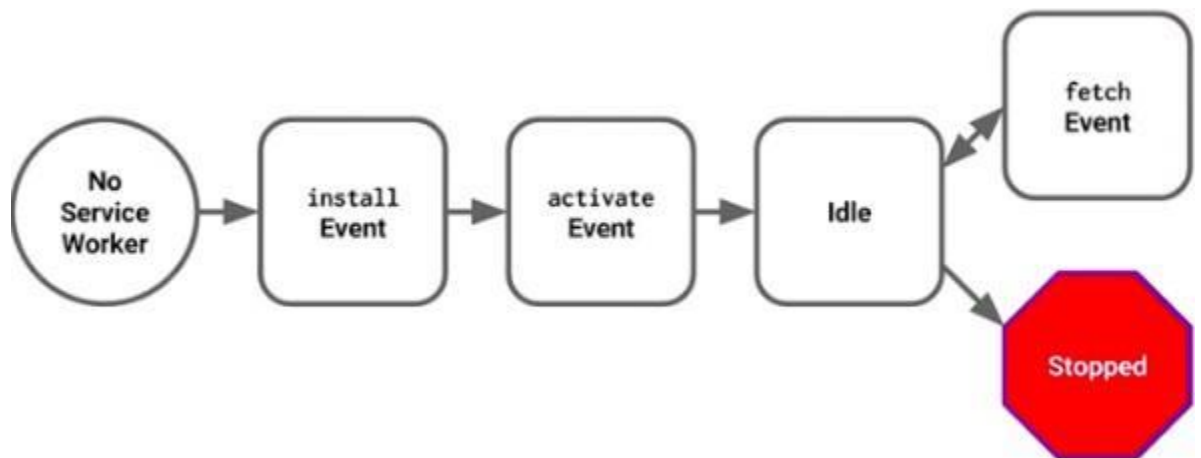 No
Service
Worker
install
Event
activate
Event
Idle
fetch
Event
Stopped